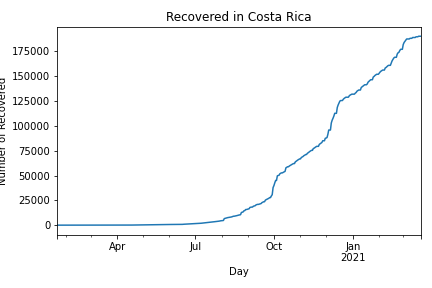 Recovered in Costa Rica
Number of Recovered
175000
150000
125000
100000
75000
50000
25000
0
Apr
Jul
Oct
Jan
2021
Day